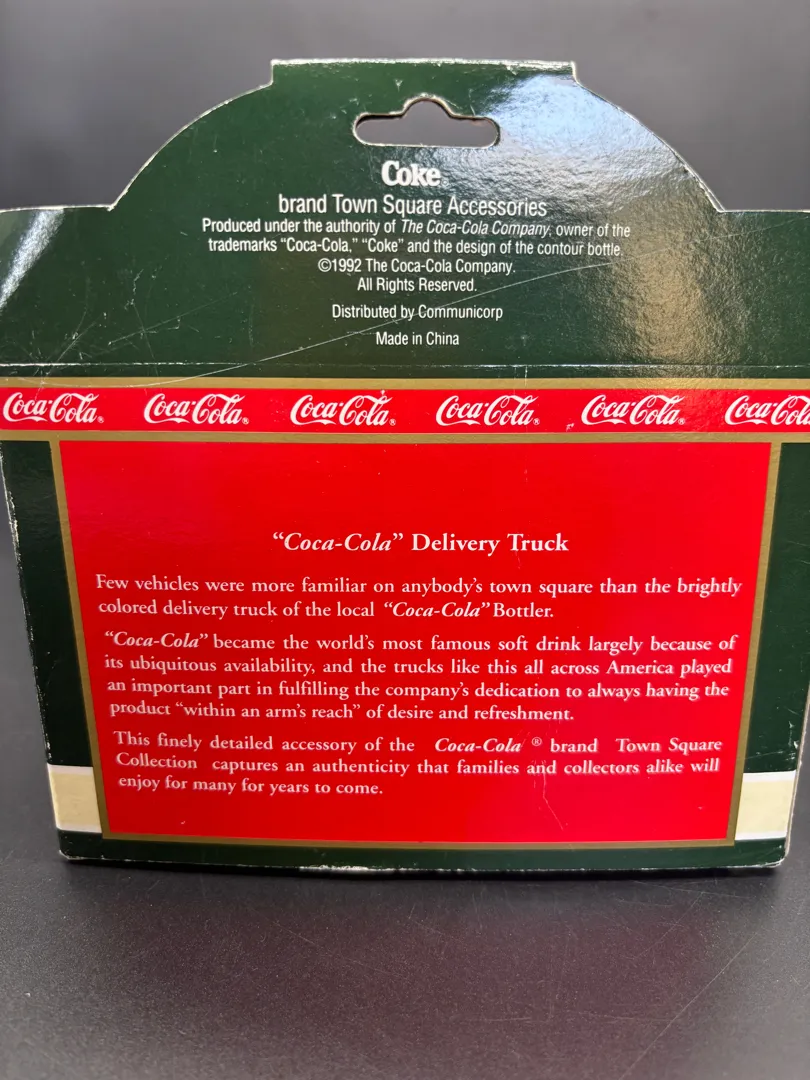 Coke
brand Town Square Accessories
Produced under the authority of The Coca-Cola Company, owner of the
trademarks “Coca-Cola,” “Coke” and the design of the contour bottle.
©1992 The Coca-Cola Company.
All Rights Reserved.
Distributed by Communicorp
Made in China
Coca-Cola® Coca-Cola® Coca-Cola® Coca-Cola® Coca-Cola® Coca-Cola
“Coca-Cola” Delivery Truck
Few vehicles were more familiar on anybody’s town square than the brightly
colored delivery truck of the local “Coca-Cola” Bottler.
“Coca-Cola” became the world’s most famous soft drink largely because of
its ubiquitous availability, and the trucks like this all across America played
an important part in fulfilling the company’s dedication to always having the
product “within an arm’s reach” of desire and refreshment.
This finely detailed accessory of the Coca-Cola ® brand Town Square
Collection captures an authenticity that families and collectors alike will
enjoy for many for years to come.